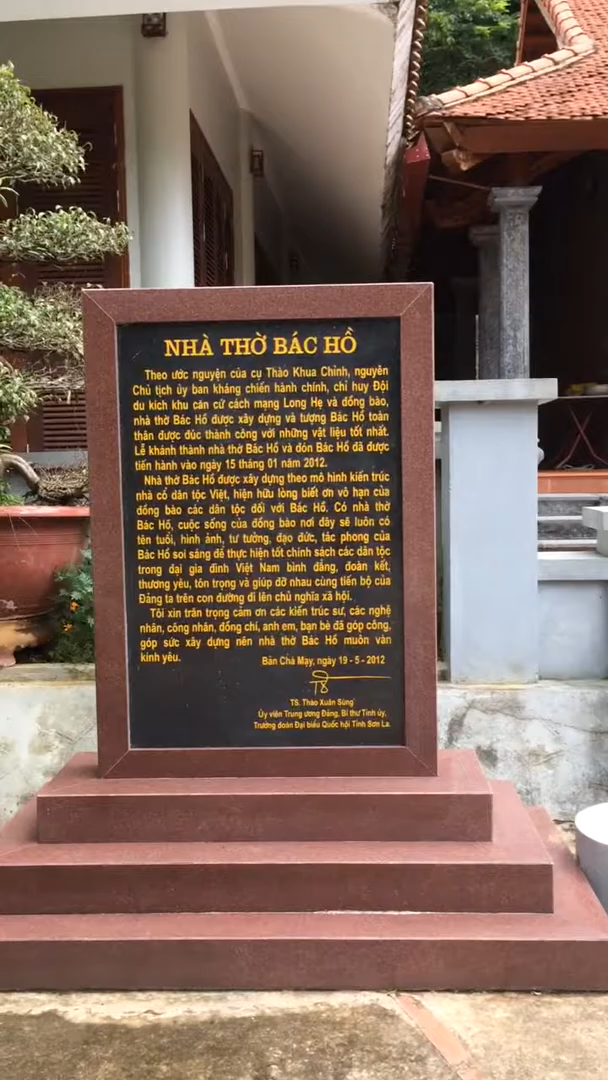 NHÀ THỜ BÁC HỒ
Theo ước nguyện của cụ Thào Khua Chỉnh, nguyên
Chủ tịch ủy ban kháng chiến hành chính, chỉ huy Đội
du kích khu căn cứ cách mạng Long Hẹ và đồng bào,
nhà thờ Bác Hồ được xây dựng và tượng Bác Hồ toàn
thân được đúc thành công với những vật liệu tốt nhất.
Lễ khánh thành nhà thờ Bác Hồ và đón Bác Hồ đã được
tiến hành vào ngày 15 tháng 01 năm 2012.
Nhà thờ Bác Hồ được xây dựng theo mô hình kiến trúc
nhà cổ dân tộc Việt, hiện hữu lòng biết ơn vô hạn của
đồng bào các dân tộc đối với Bác Hồ. Có nhà thờ
Bác Hồ, cuộc sống của đồng bào nơi đây sẽ luôn có
tên tuổi, hình ảnh, tư tưởng, đạo đức, tác phong của
Bác Hồ soi sáng để thực hiện tốt chính sách các dân tộc
trong đại gia đình Việt Nam bình đẳng, đoàn kết,
thương yêu, tôn trọng và giúp đỡ nhau cùng tiến bộ của
Đảng ta trên con đường đi lên chủ nghĩa xã hội.
Tôi xin trân trọng cảm ơn các kiến trúc sư, các nghệ
nhân, công nhân, đồng chí, anh em, bạn bè đã góp công,
góp sức xây dựng nên nhà thờ Bác Hồ muôn vàn
kính yêu.
Bản Chà Mạy, ngày 19 - 5 - 2012
TS. Thào Xuân Sùng
Ủy viên Trung ương Đảng, Bí thư Tỉnh ủy,
Trưởng đoàn Đại biểu Quốc hội Tỉnh Sơn La.